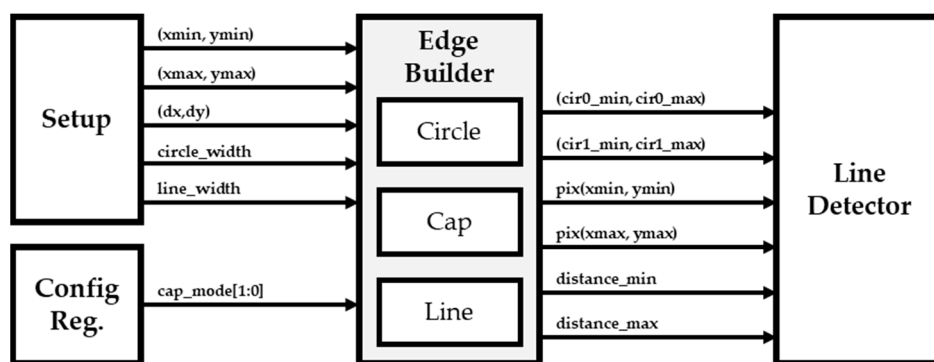 Setup
(xmin, ymin)
(xmax, ymax)
(dx,dy)
circle_width
line_width
Config
Reg.
cap_mode[1:0]
Edge
Builder
Circle
Cap
Line
(cir0_min, cir0_max)
(cir1_min, cir1_max)
pix(xmin, ymin)
pix(xmax, ymax)
distance_min
distance_max
Line
Detector